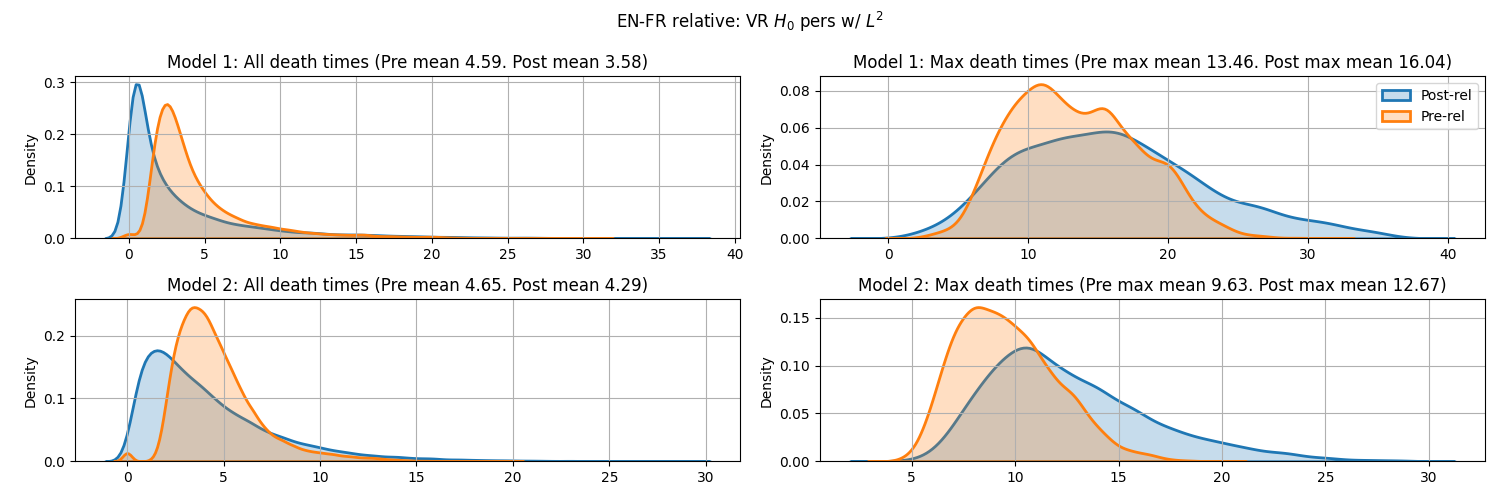 EN-FR relative: VR $H_0$ pers w/ $L^2$
Model 1: All death times (Pre mean 4.59. Post mean 3.58)
Density
0.3
0.2
0.1
0.0
0 5 10 15 20 25 30 35 40
Model 1: Max death times (Pre max mean 13.46. Post max mean 16.04)
Density
0.08
0.06
0.04
0.02
0.00
0 10 20 30 40
Post-rel
Pre-rel
Model 2: All death times (Pre mean 4.65. Post mean 4.29)
Density
0.2
0.1
0.0
0 5 10 15 20 25 30
Model 2: Max death times (Pre max mean 9.63. Post max mean 12.67)
Density
0.15
0.10
0.05
0.00
5 10 15 20 25 30